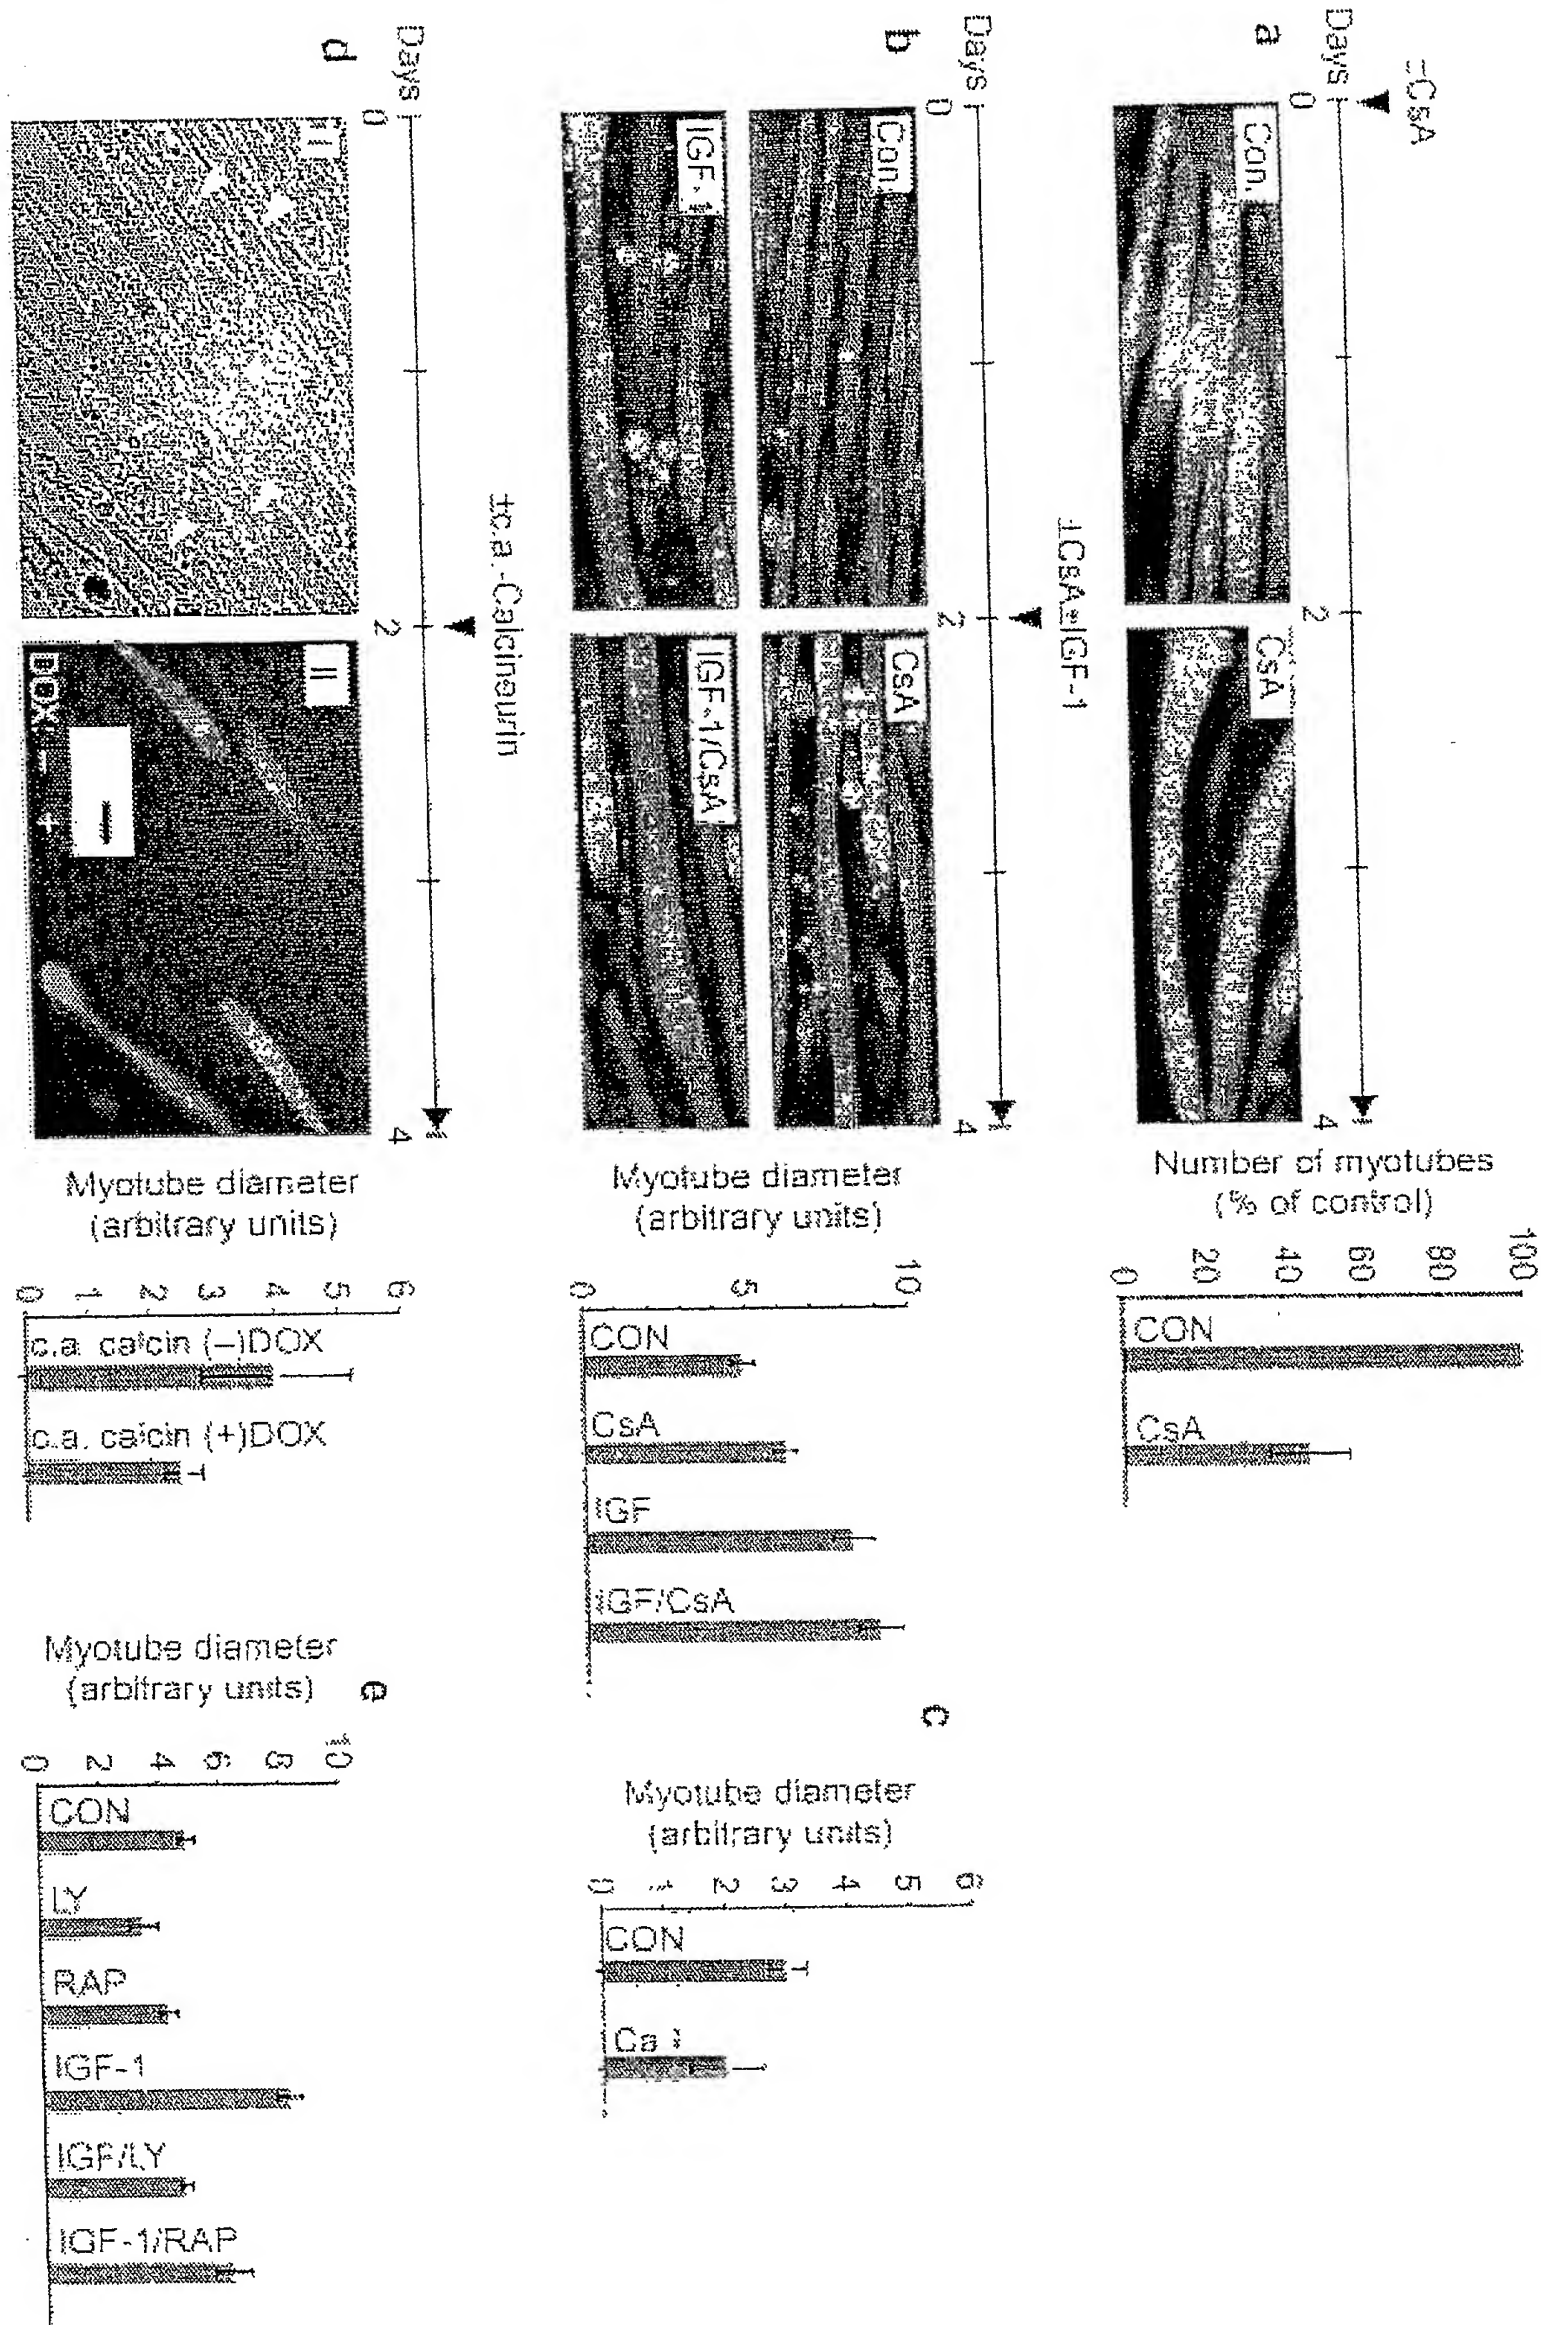 a
±CsA
Days
0
2
4
Con.
CsA
Number of myotubes
(% of control)
0
20
40
60
80
100
CON
CsA
b
±CsA±IGF-1
Days
0
2
4
Con.
CsA
IGF-1
IGF-1/CsA
Myotube diameter
(arbitrary units)
0
5
10
CON
CsA
IGF
IGF/CsA
c
Myotube diameter
(arbitrary units)
0
1
2
3
4
5
6
CON
d
±c.a.-Calcineurin
Days
0
2
4
II
DOX: - +
Myotube diameter
(arbitrary units)
0
1
2
3
4
5
6
c.a. calcin (–)DOX
c.a. calcin (+)DOX
e
Myotube diameter
(arbitrary units)
0
2
4
6
8
10
CON
LY
RAP
IGF-1
IGF/LY
IGF-1/RAP